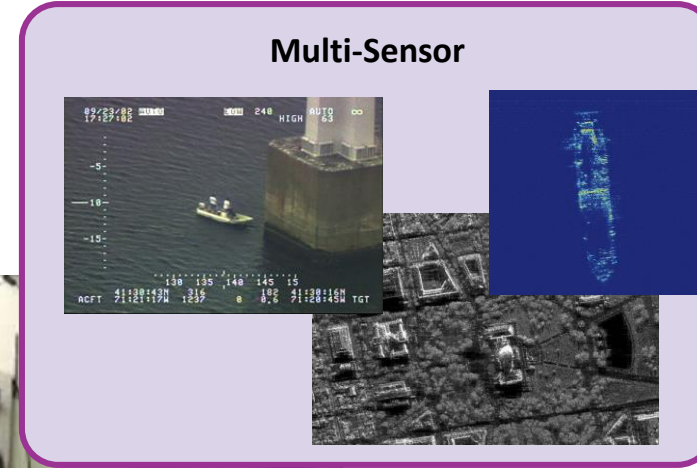 Multi-Sensor
09/23/02 AUTO ZOOM 240 AUTO ∞
17:27:02 HIGH 63
-5-
-10-
-15-
130 135 140 145 15
41:30:43N 316 182 41:30:16N
ACFT 71:21:17W 1237 0 0.6 71:20:45W TGT